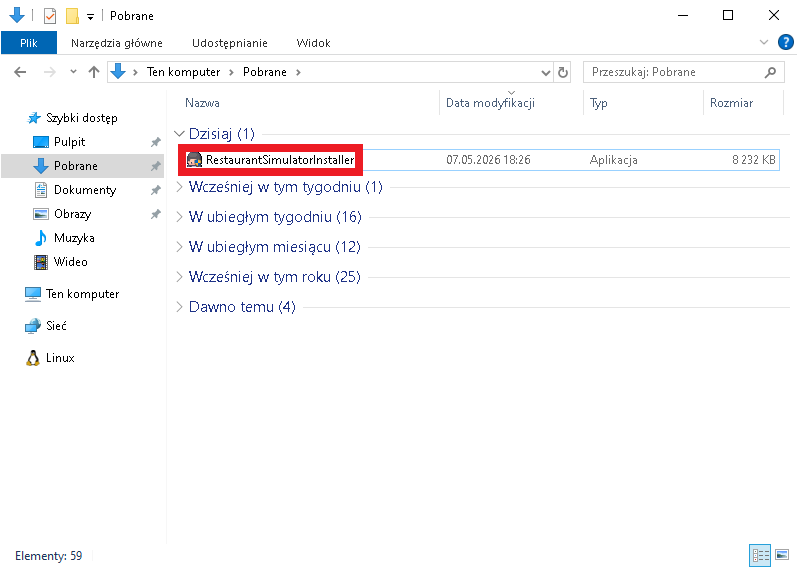 Pobrane
Plik Narzędzia główne Udostępnianie Widok
Ten komputer Pobrane Przeszukaj: Pobrane
Nazwa Data modyfikacji Typ Rozmiar
Szybki dostęp
Pulpit
Pobrane
Dokumenty
Obrazy
Muzyka
Wideo
Ten komputer
Sieć
Linux
Dzisiaj (1)
RestaurantSimulatorInstaller 07.05.2026 18:26 Aplikacja 8 232 KB
Wcześniej w tym tygodniu (1)
W ubiegłym tygodniu (16)
W ubiegłym miesiącu (12)
Wcześniej w tym roku (25)
Dawno temu (4)
Elementy: 59